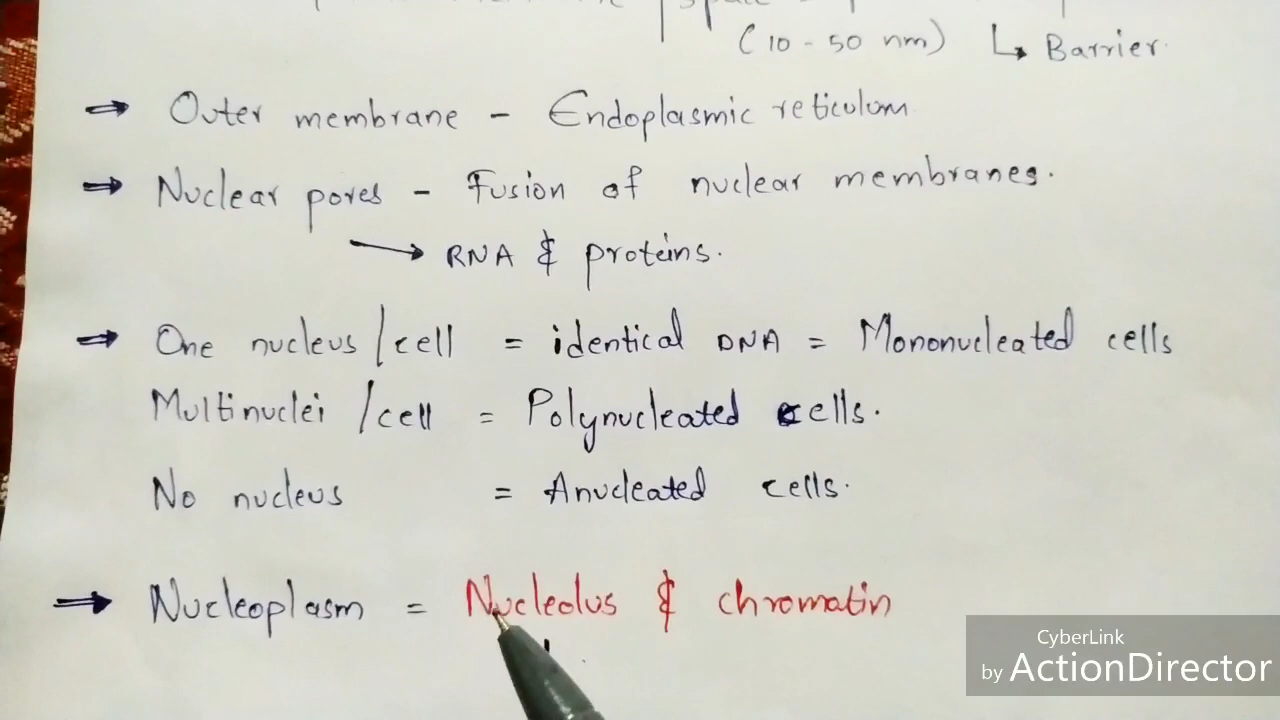 space
(10 - 50 nm) ↳ Barrier.
→ Outer membrane - Endoplasmic reticulum
→ Nuclear pores - Fusion of nuclear membranes.
→ RNA & proteins.
→ One nucleus / cell = identical DNA = Mononucleated cells
Multinuclei / cell = Polynucleated cells.
No nucleus = Anucleated cells.
→ Nucleoplasm = Nucleolus & chromatin
CyberLink
by ActionDirector